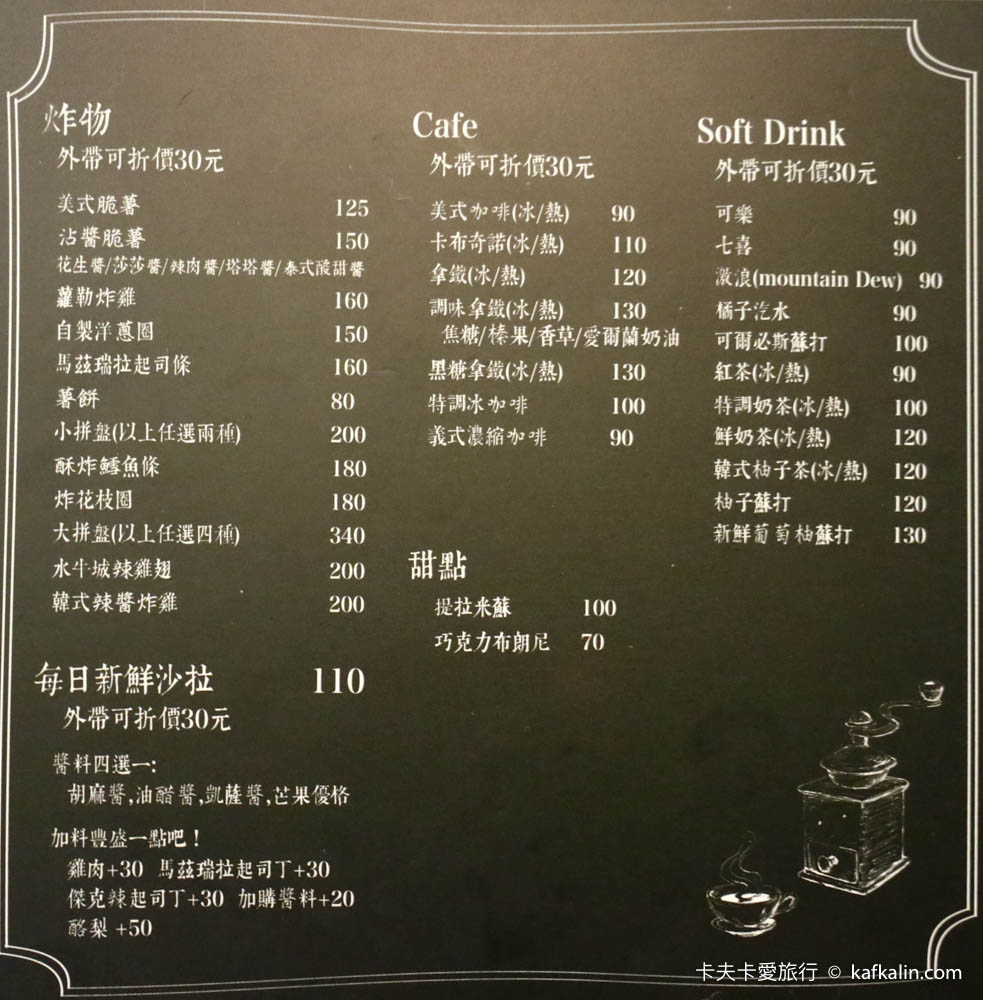 炸物
外帶可折價30元
美式脆薯 125
沾醬脆薯 150
花生醬/莎莎醬/辣肉醬/塔塔醬/泰式酸甜醬
蘿勒炸雞 160
自製洋蔥圈 150
馬茲瑞拉起司條 160
薯餅 80
小拼盤(以上任選兩種) 200
酥炸鱈魚條 180
炸花枝圈 180
大拼盤(以上任選四種) 340
水牛城辣雞翅 200
韓式辣醬炸雞 200
每日新鮮沙拉 110
外帶可折價30元
醬料四選一:
胡麻醬,油醋醬,凱薩醬,芒果優格
加料豐盛一點吧！
雞肉+30 馬茲瑞拉起司丁+30
傑克辣起司丁+30 加購醬料+20
酪梨 +50
Cafe
外帶可折價30元
美式咖啡(冰/熱) 90
卡布奇諾(冰/熱) 110
拿鐵(冰/熱) 120
調味拿鐵(冰/熱) 130
焦糖/榛果/香草/愛爾蘭奶油
黑糖拿鐵(冰/熱) 130
特調冰咖啡 100
義式濃縮咖啡 90
甜點
提拉米蘇 100
巧克力布朗尼 70
Soft Drink
外帶可折價30元
可樂 90
七喜 90
激浪(mountain Dew) 90
橘子汽水 90
可爾必斯蘇打 100
紅茶(冰/熱) 90
特調奶茶(冰/熱) 100
鮮奶茶(冰/熱) 120
韓式柚子茶(冰/熱) 120
柚子蘇打 120
新鮮葡萄柚蘇打 130
卡夫卡愛旅行 © kafkalin.com